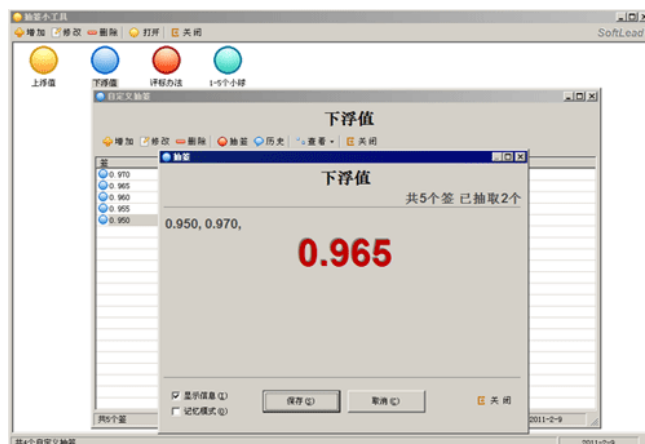 抽签小工具
增加 修改 删除 打开 关闭
SoftLead
上浮值 下浮值 评标办法 1-5个小球
自定义抽签
下浮值
增加 修改 删除 抽签 历史 查看 关闭
签
0.970
0.965
0.960
0.955
0.950
抽签
下浮值
共5个签 已抽取2个
0.950, 0.970,
0.965
显示信息(I)
记忆模式(O)
保存(S) 取消(C) 关闭
共5个签
2011-2-9
共4个自定义抽签
2011-2-9